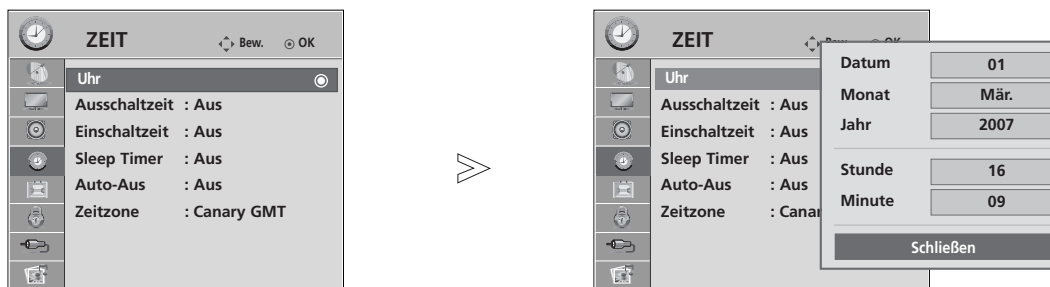 ZEIT Bew. OK
Uhr
Ausschaltzeit : Aus
Einschaltzeit : Aus
Sleep Timer : Aus
Auto-Aus : Aus
Zeitzone : Canary GMT
>
ZEIT
Uhr
Ausschaltzeit : Aus
Einschaltzeit : Aus
Sleep Timer : Aus
Auto-Aus : Aus
Zeitzone : Canar
Datum 01
Monat Mär.
Jahr 2007
Stunde 16
Minute 09
Schließen